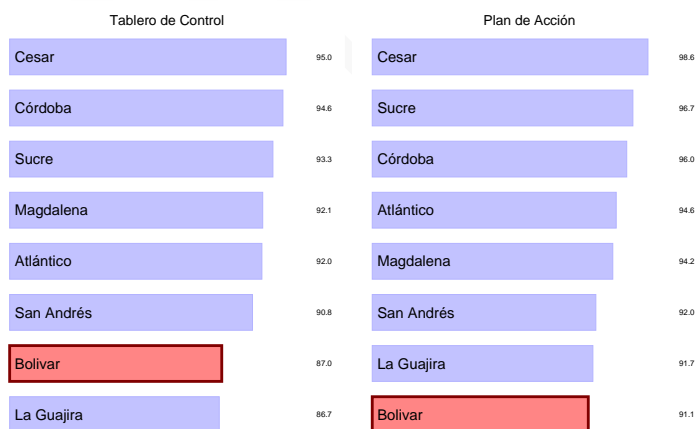 Tablero de Control
Cesar 95.0
Córdoba 94.6
Sucre 93.3
Magdalena 92.1
Atlántico 92.0
San Andrés 90.8
Bolivar 87.0
La Guajira 86.7
Plan de Acción
Cesar 98.6
Sucre 96.7
Córdoba 96.0
Atlántico 94.6
Magdalena 94.2
San Andrés 92.0
La Guajira 91.7
Bolivar 91.1